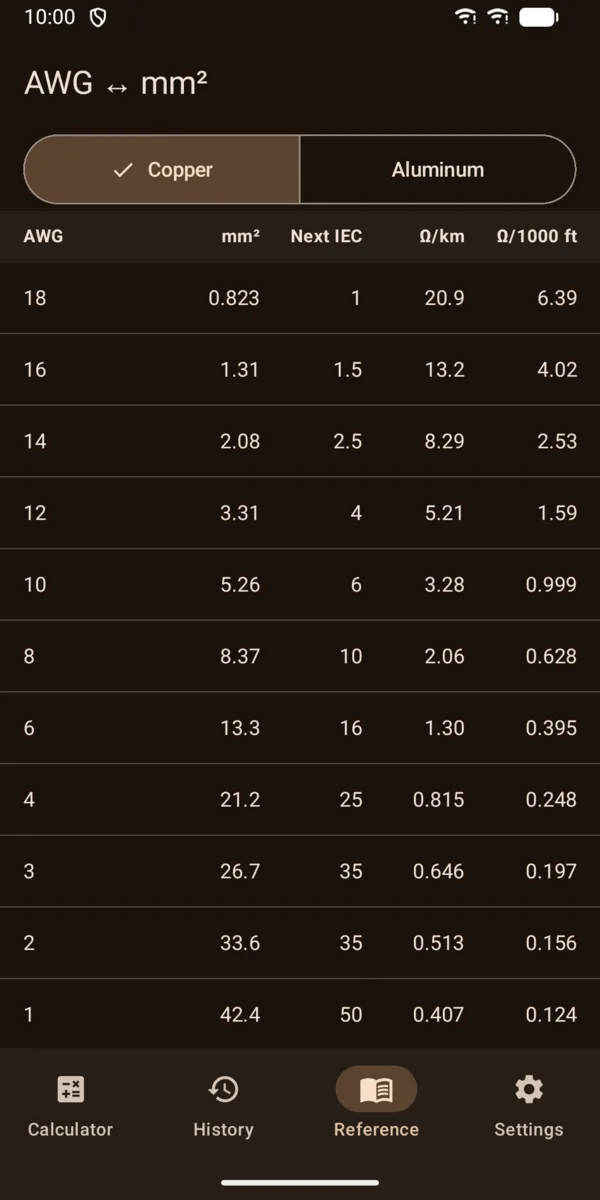 10:00
AWG ↔ mm²
Copper Aluminum
AWG mm² Next IEC Ω/km Ω/1000 ft
18 0.823 1 20.9 6.39
16 1.31 1.5 13.2 4.02
14 2.08 2.5 8.29 2.53
12 3.31 4 5.21 1.59
10 5.26 6 3.28 0.999
8 8.37 10 2.06 0.628
6 13.3 16 1.30 0.395
4 21.2 25 0.815 0.248
3 26.7 35 0.646 0.197
2 33.6 35 0.513 0.156
1 42.4 50 0.407 0.124
Calculator History Reference Settings